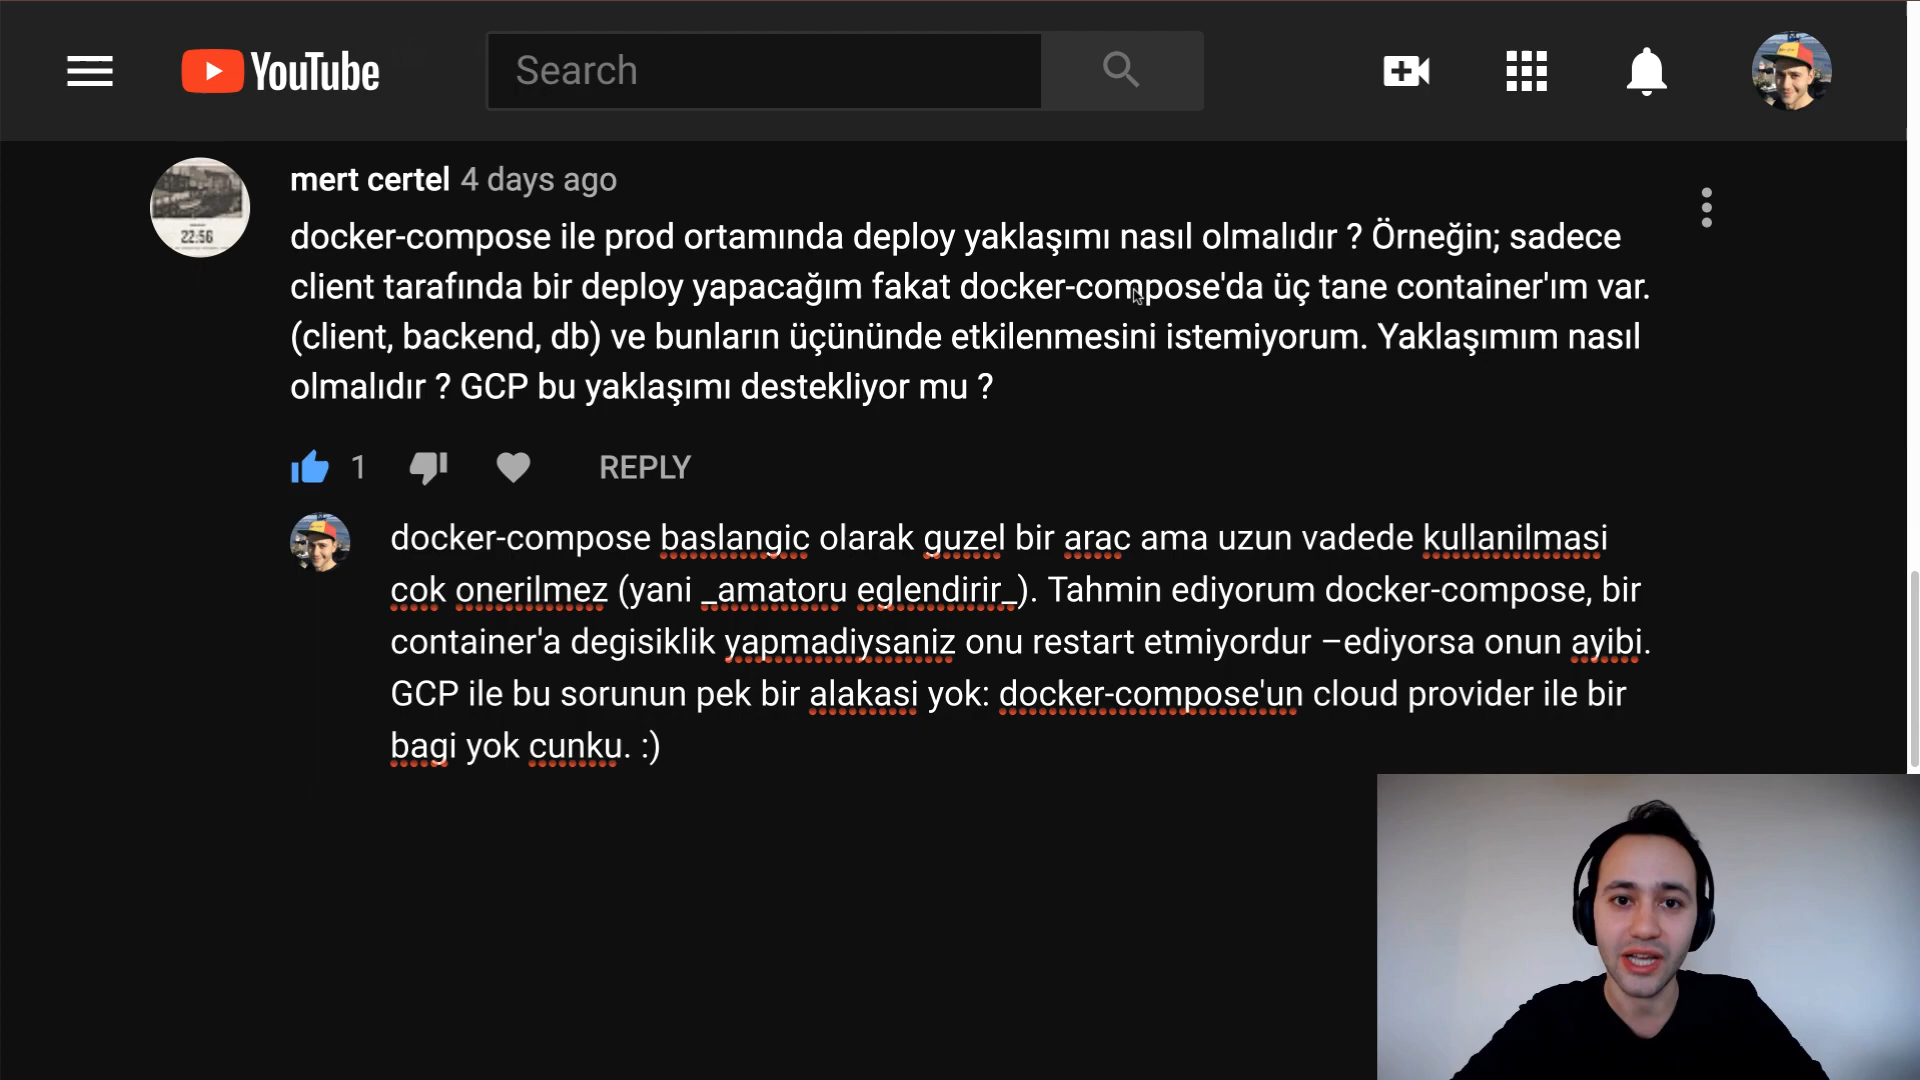 YouTube
Search
22:56
mert certel 4 days ago
docker-compose ile prod ortamında deploy yaklaşımı nasıl olmalıdır ? Örneğin; sadece
client tarafında bir deploy yapacağım fakat docker-compose'da üç tane container'ım var.
(client, backend, db) ve bunların üçününde etkilenmesini istemiyorum. Yaklaşımım nasıl
olmalıdır ? GCP bu yaklaşımı destekliyor mu ?
1
REPLY
docker-compose baslangic olarak guzel bir arac ama uzun vadede kullanilmasi
cok onerilmez (yani _amatoru eglendirir_). Tahmin ediyorum docker-compose, bir
container'a degisiklik yapmadiysaniz onu restart etmiyordur –ediyorsa onun ayibi.
GCP ile bu sorunun pek bir alakasi yok: docker-compose'un cloud provider ile bir
bagi yok cunku. :)